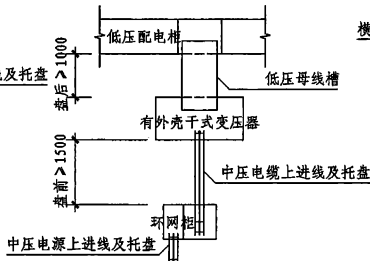 横
低压配电柜
线及托盘
盘后>1000
低压母线槽
有外壳干式变压器
盘前>1500
中压电缆上进线及托盘
环网柜
中压电源上进线及托盘